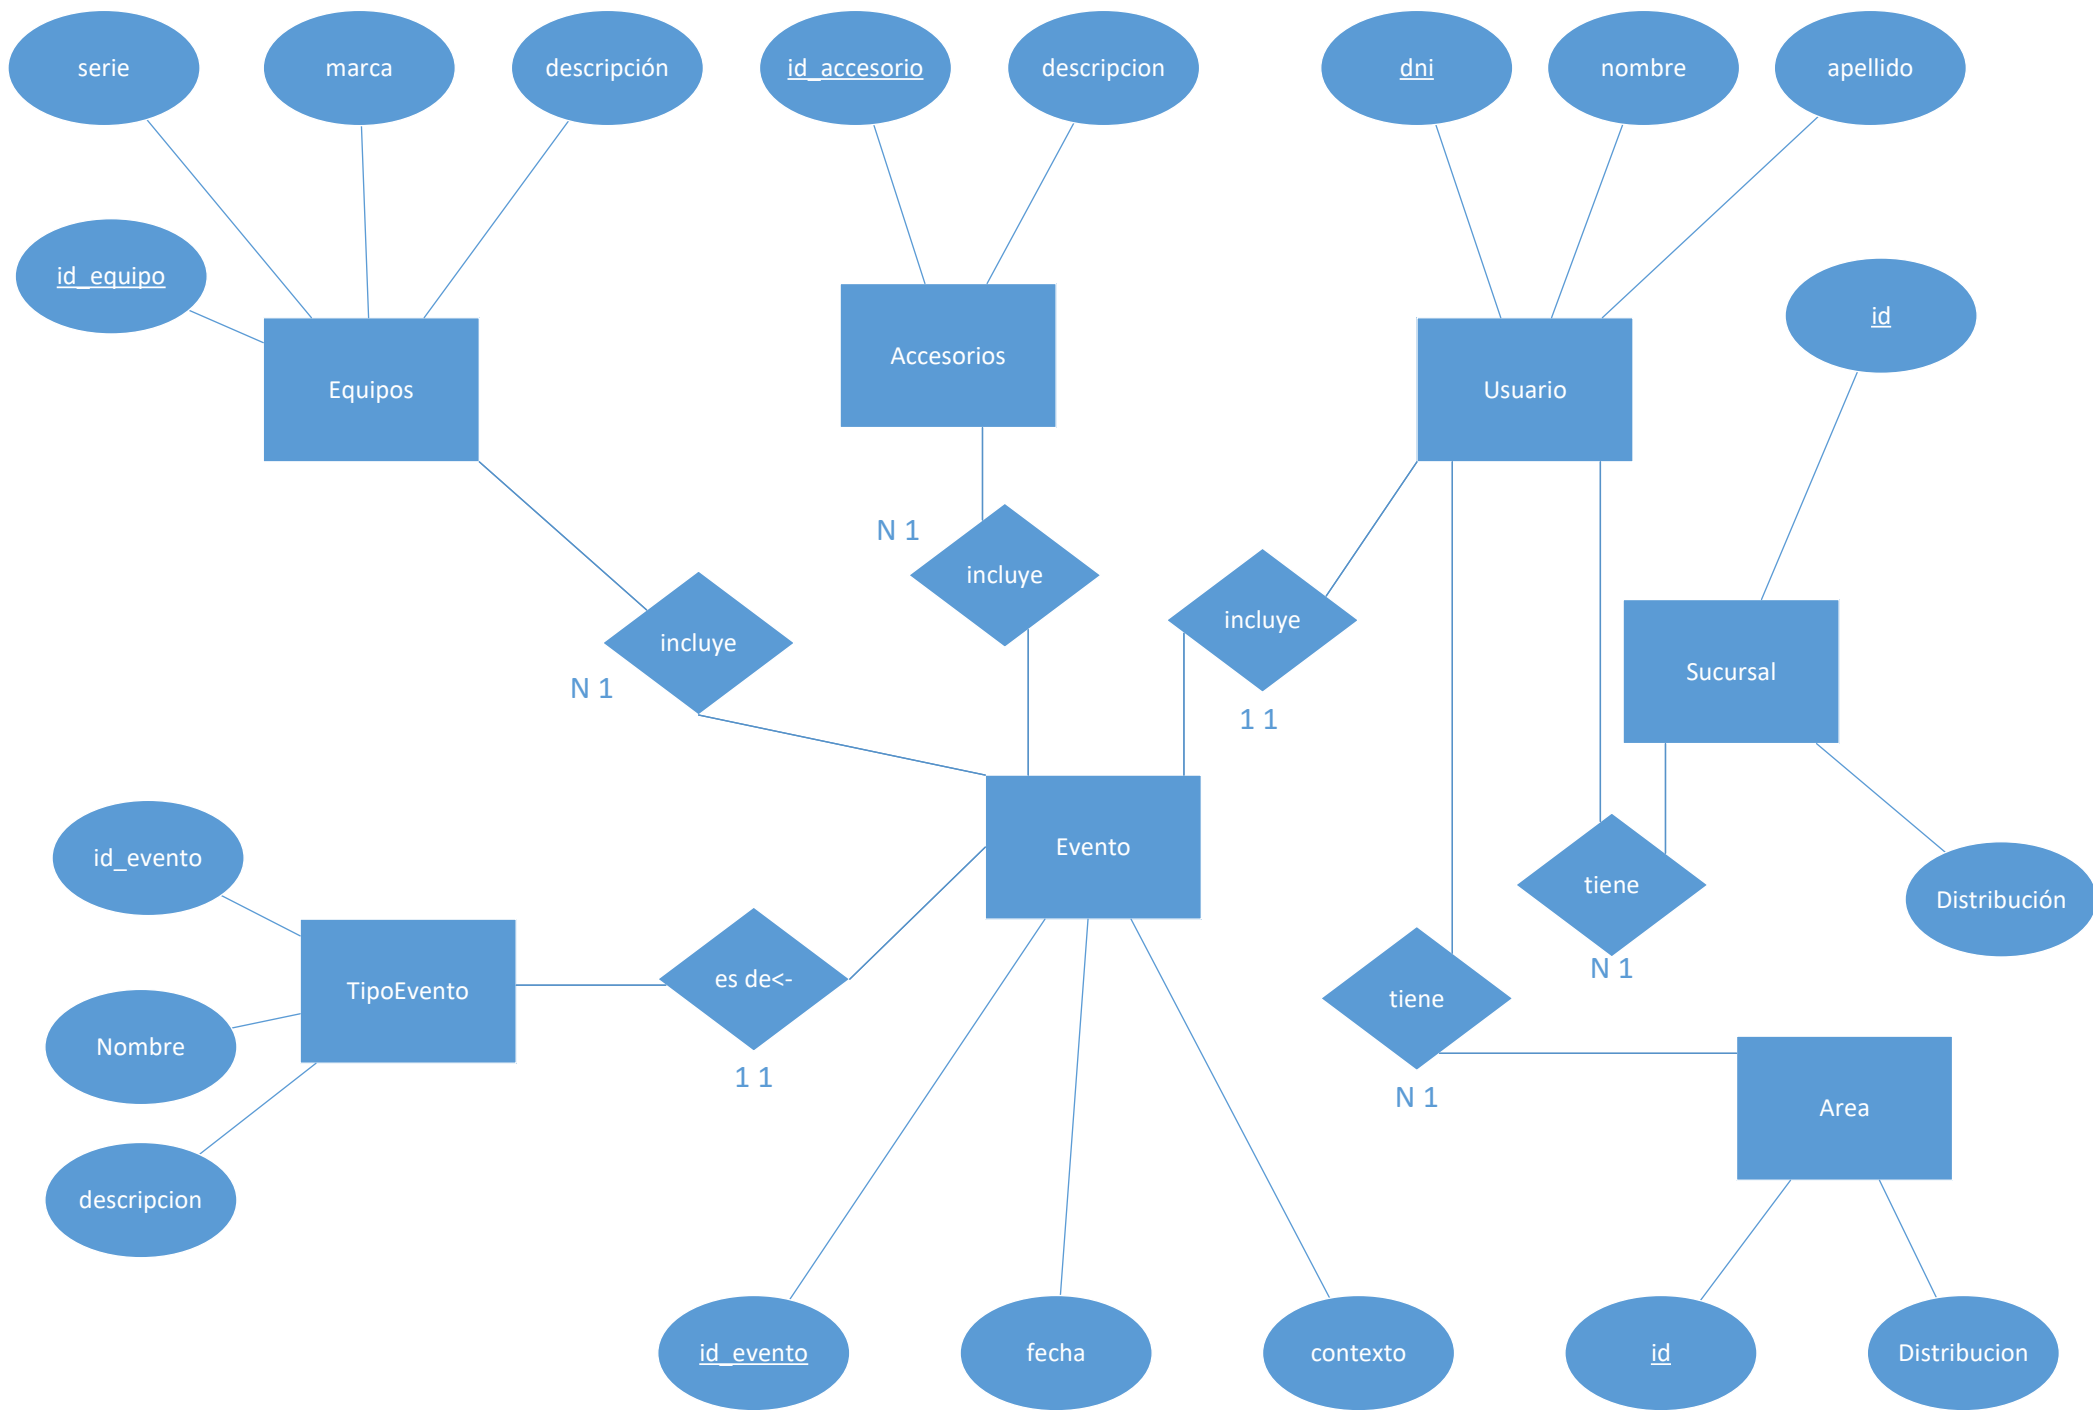 serie
marca
descripción
id_accesorio
descripcion
dni
nombre
apellido
id_equipo
id
Accesorios
Equipos
Usuario
N 1
incluye
incluye
incluye
Sucursal
N 1
1 1
Evento
id_evento
tiene
Distribución
es de<-
N 1
TipoEvento
tiene
Nombre
1 1
N 1
Area
descripcion
id_evento
fecha
contexto
id
Distribucion